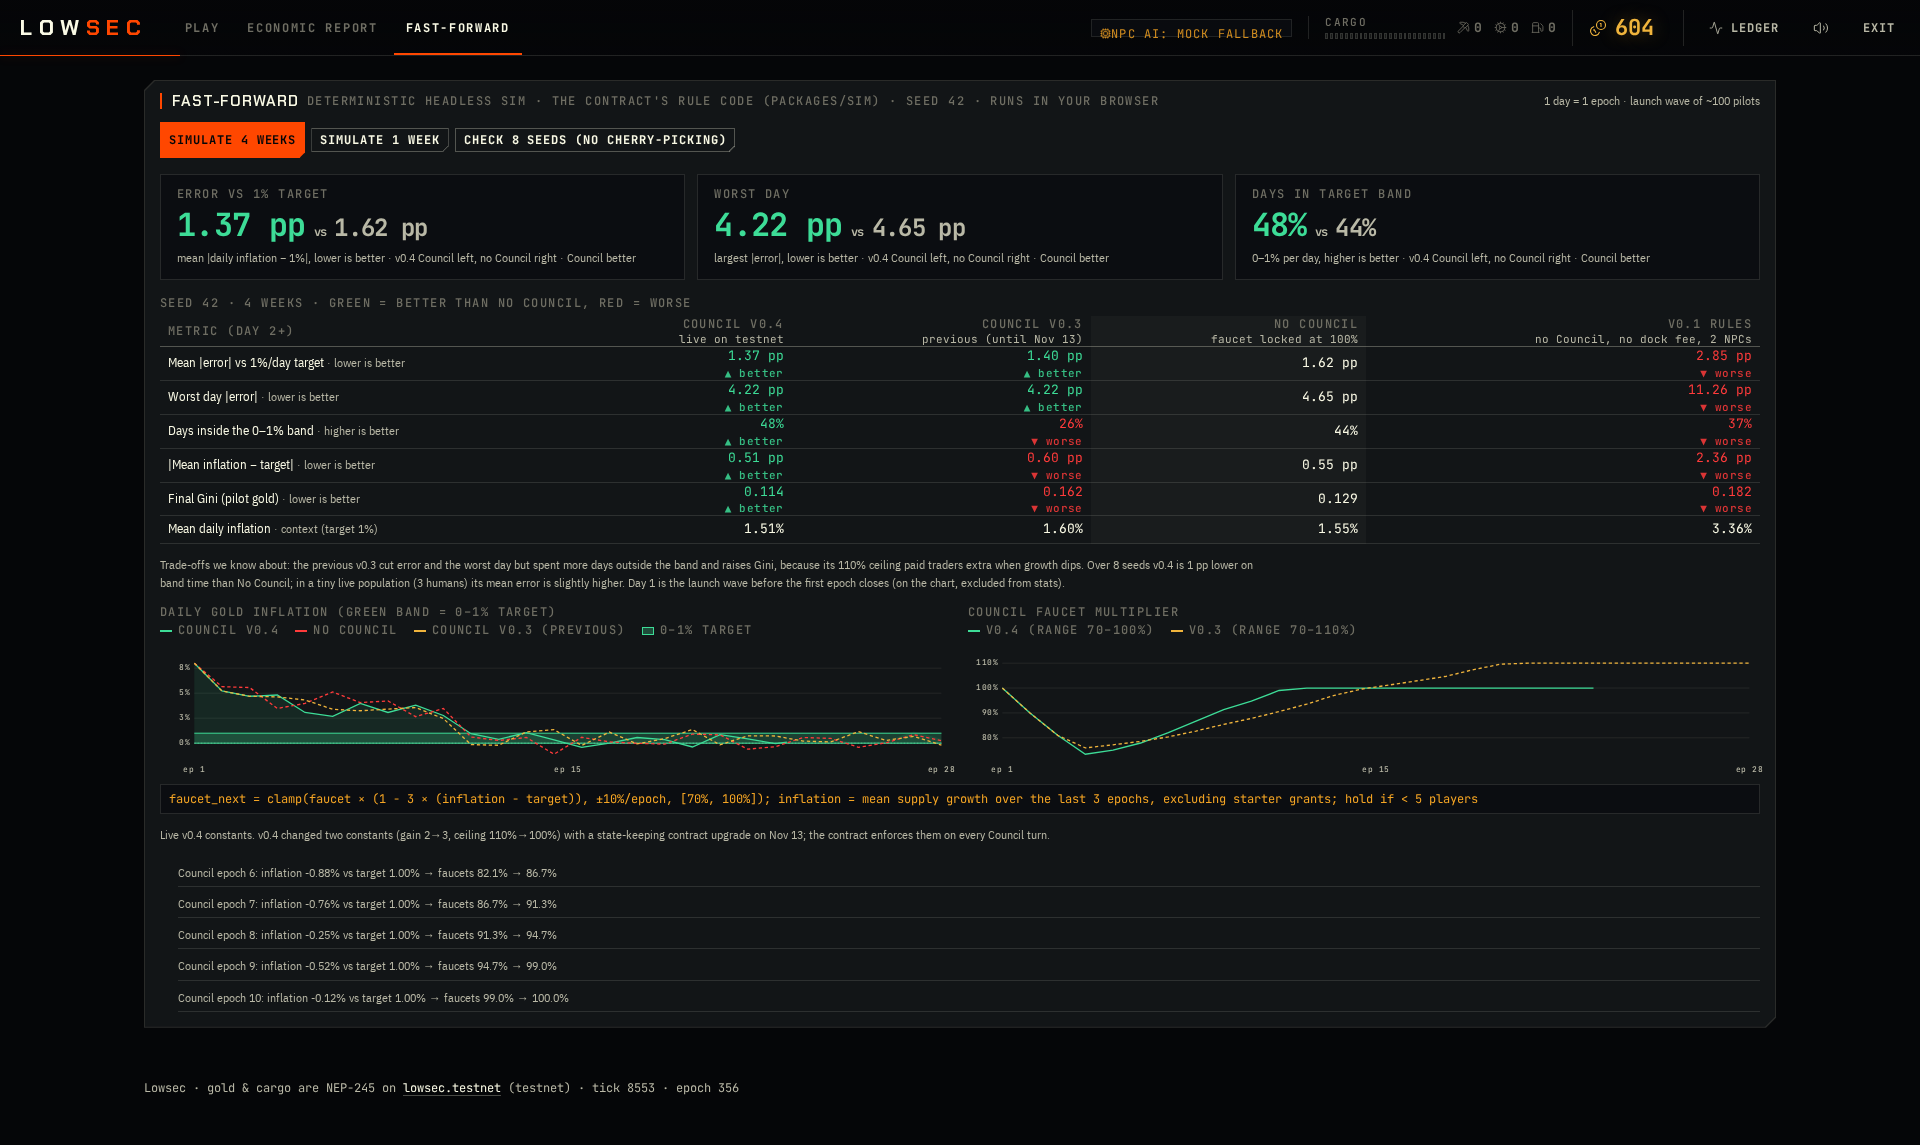 LOWSEC PLAY ECONOMIC REPORT FAST-FORWARD NPC AI: MOCK FALLBACK CARGO 0 0 0 604 LEDGER EXIT
FAST-FORWARD DETERMINISTIC HEADLESS SIM · THE CONTRACT'S RULE CODE (PACKAGES/SIM) · SEED 42 · RUNS IN YOUR BROWSER 1 day = 1 epoch · launch wave of ~100 pilots
SIMULATE 4 WEEKS SIMULATE 1 WEEK CHECK 8 SEEDS (NO CHERRY-PICKING)
ERROR VS 1% TARGET
1.37 pp vs 1.62 pp
mean |daily inflation − 1%|, lower is better · v0.4 Council left, no Council right · Council better
WORST DAY
4.22 pp vs 4.65 pp
largest |error|, lower is better · v0.4 Council left, no Council right · Council better
DAYS IN TARGET BAND
48% vs 44%
0–1% per day, higher is better · v0.4 Council left, no Council right · Council better
SEED 42 · 4 WEEKS · GREEN = BETTER THAN NO COUNCIL, RED = WORSE
METRIC (DAY 2+) COUNCIL V0.4 COUNCIL V0.3 NO COUNCIL V0.1 RULES
live on testnet previous (until Nov 13) faucet locked at 100% no Council, no dock fee, 2 NPCs
Mean |error| vs 1%/day target · lower is better 1.37 pp 1.40 pp 1.62 pp 2.85 pp
▲ better ▲ better ▼ worse
Worst day |error| · lower is better 4.22 pp 4.22 pp 4.65 pp 11.26 pp
▲ better ▲ better ▼ worse
Days inside the 0–1% band · higher is better 48% 26% 44% 37%
▲ better ▼ worse ▼ worse
|Mean inflation − target| · lower is better 0.51 pp 0.60 pp 0.55 pp 2.36 pp
▲ better ▼ worse ▼ worse
Final Gini (pilot gold) · lower is better 0.114 0.162 0.129 0.182
▲ better ▼ worse ▼ worse
Mean daily inflation · context (target 1%) 1.51% 1.60% 1.55% 3.36%
Trade-offs we know about: the previous v0.3 cut error and the worst day but spent more days outside the band and raises Gini, because its 110% ceiling paid traders extra when growth dips. Over 8 seeds v0.4 is 1 pp lower on
band time than No Council; in a tiny live population (3 humans) its mean error is slightly higher. Day 1 is the launch wave before the first epoch closes (on the chart, excluded from stats).
DAILY GOLD INFLATION (GREEN BAND = 0–1% TARGET)
COUNCIL V0.4 NO COUNCIL COUNCIL V0.3 (PREVIOUS) 0–1% TARGET
8%
5%
3%
0%
ep 1 ep 15 ep 28
COUNCIL FAUCET MULTIPLIER
V0.4 (RANGE 70–100%) V0.3 (RANGE 70–110%)
110%
100%
90%
80%
ep 1 ep 15 ep 28
faucet_next = clamp(faucet × (1 - 3 × (inflation - target)), ±10%/epoch, [70%, 100%]); inflation = mean supply growth over the last 3 epochs, excluding starter grants; hold if < 5 players
Live v0.4 constants. v0.4 changed two constants (gain 2→3, ceiling 110%→100%) with a state-keeping contract upgrade on Nov 13; the contract enforces them on every Council turn.
Council epoch 6: inflation -0.88% vs target 1.00% → faucets 82.1% → 86.7%
Council epoch 7: inflation -0.76% vs target 1.00% → faucets 86.7% → 91.3%
Council epoch 8: inflation -0.25% vs target 1.00% → faucets 91.3% → 94.7%
Council epoch 9: inflation -0.52% vs target 1.00% → faucets 94.7% → 99.0%
Council epoch 10: inflation -0.12% vs target 1.00% → faucets 99.0% → 100.0%
Lowsec · gold & cargo are NEP-245 on lowsec.testnet (testnet) · tick 8553 · epoch 356